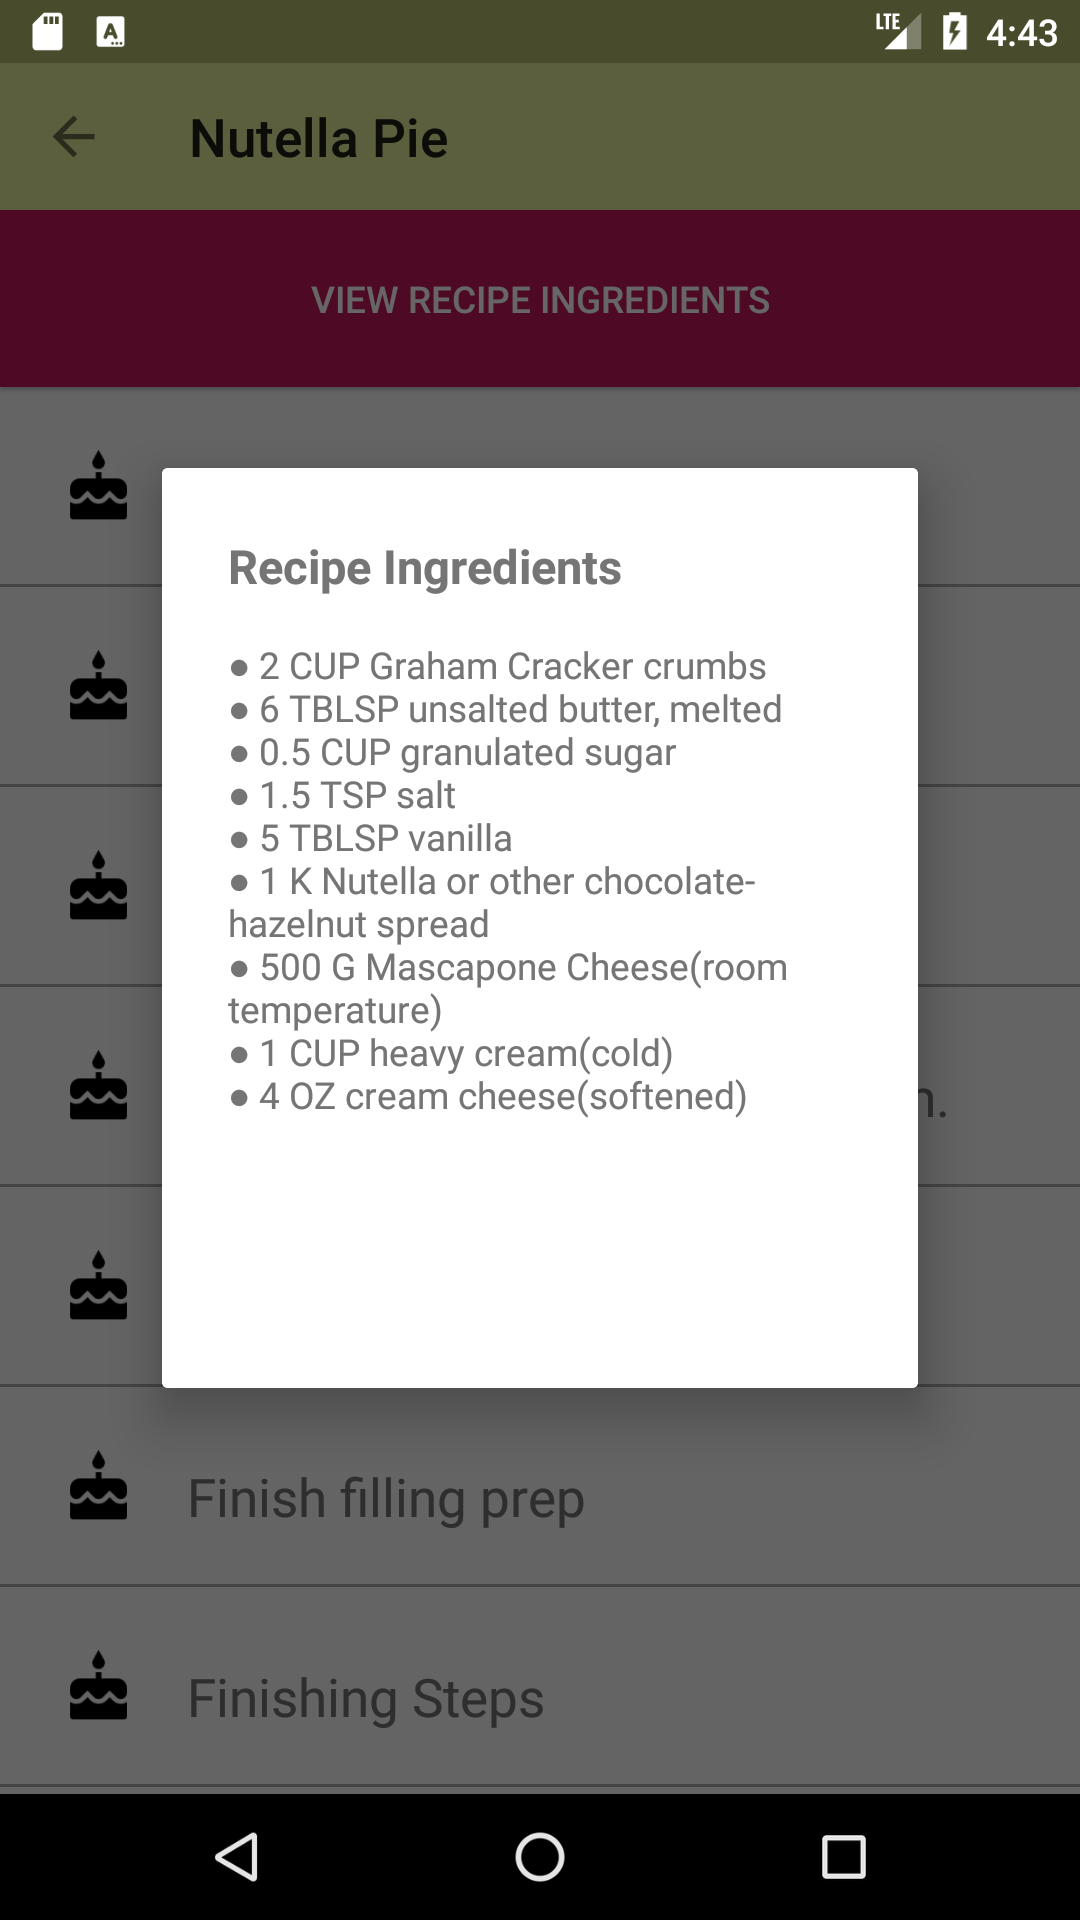 LTE 4:43
Nutella Pie
VIEW RECIPE INGREDIENTS
Recipe Ingredients
● 2 CUP Graham Cracker crumbs
● 6 TBLSP unsalted butter, melted
● 0.5 CUP granulated sugar
● 1.5 TSP salt
● 5 TBLSP vanilla
● 1 K Nutella or other chocolate-
hazelnut spread
● 500 G Mascapone Cheese(room
temperature)
● 1 CUP heavy cream(cold)
● 4 OZ cream cheese(softened)
Finish filling prep
Finishing Steps